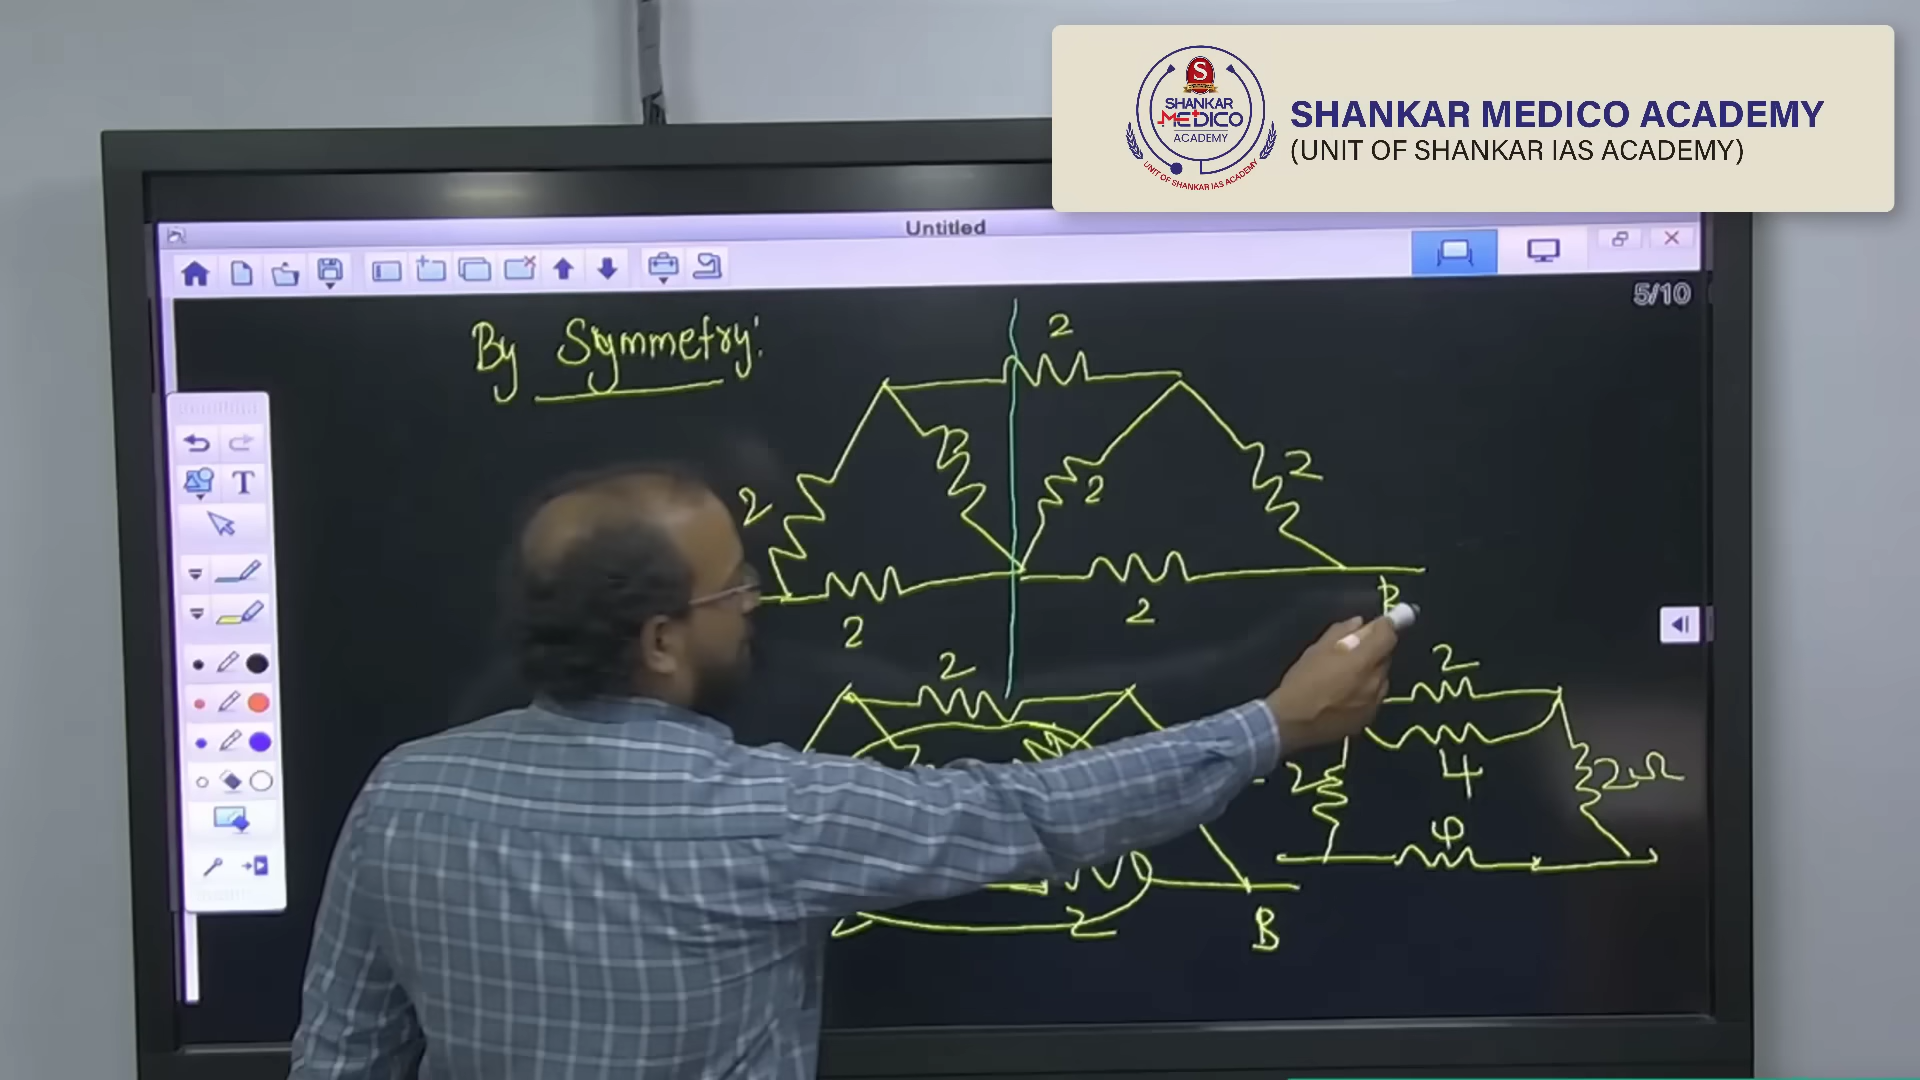 S
SHANKAR
MEDICO
ACADEMY
UNIT OF SHANKAR IAS ACADEMY
SHANKAR MEDICO ACADEMY
(UNIT OF SHANKAR IAS ACADEMY)
Untitled
5/10
By Symmetry:
2
2
2
2
2
2
B
T
2
2
4
2
2Ω
2
B